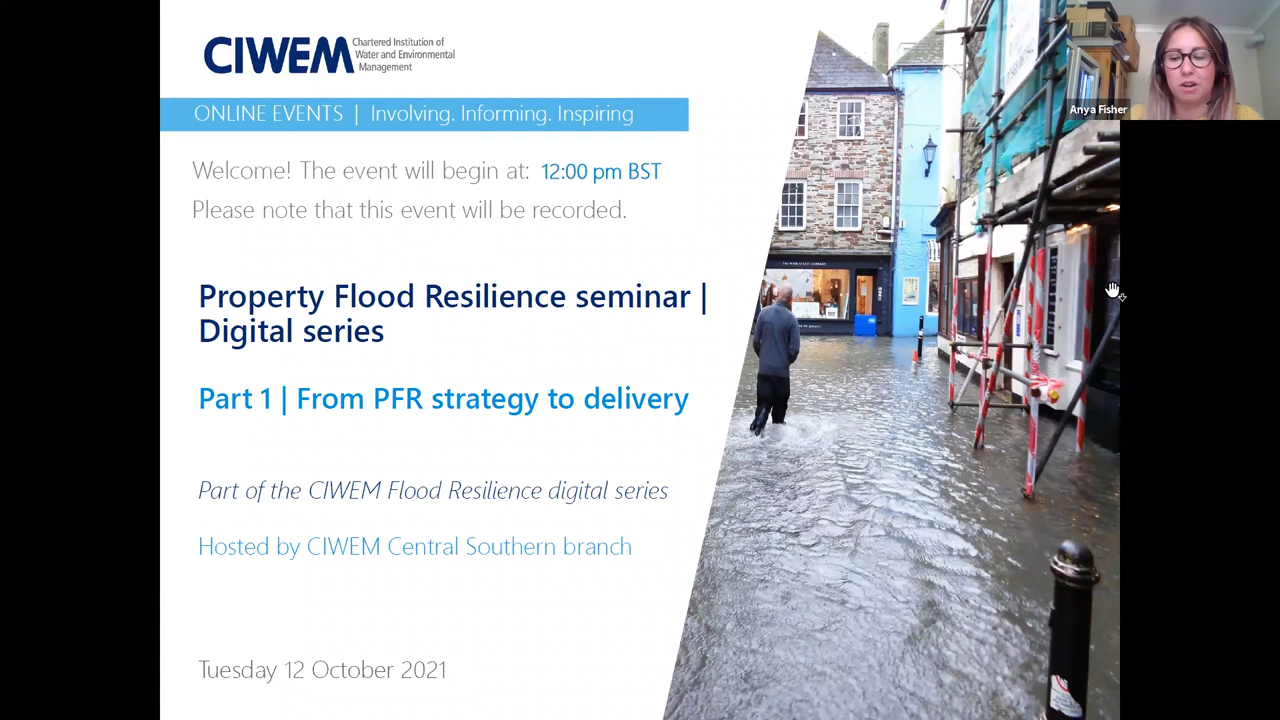 CIWEM
Chartered Institution of
Water and Environmental
Management
Anya Fisher
ONLINE EVENTS | Involving. Informing. Inspiring
Welcome! The event will begin at: 12:00 pm BST
Please note that this event will be recorded.
Property Flood Resilience seminar |
Digital series
Part 1 | From PFR strategy to delivery
Part of the CIWEM Flood Resilience digital series
Hosted by CIWEM Central Southern branch
Tuesday 12 October 2021